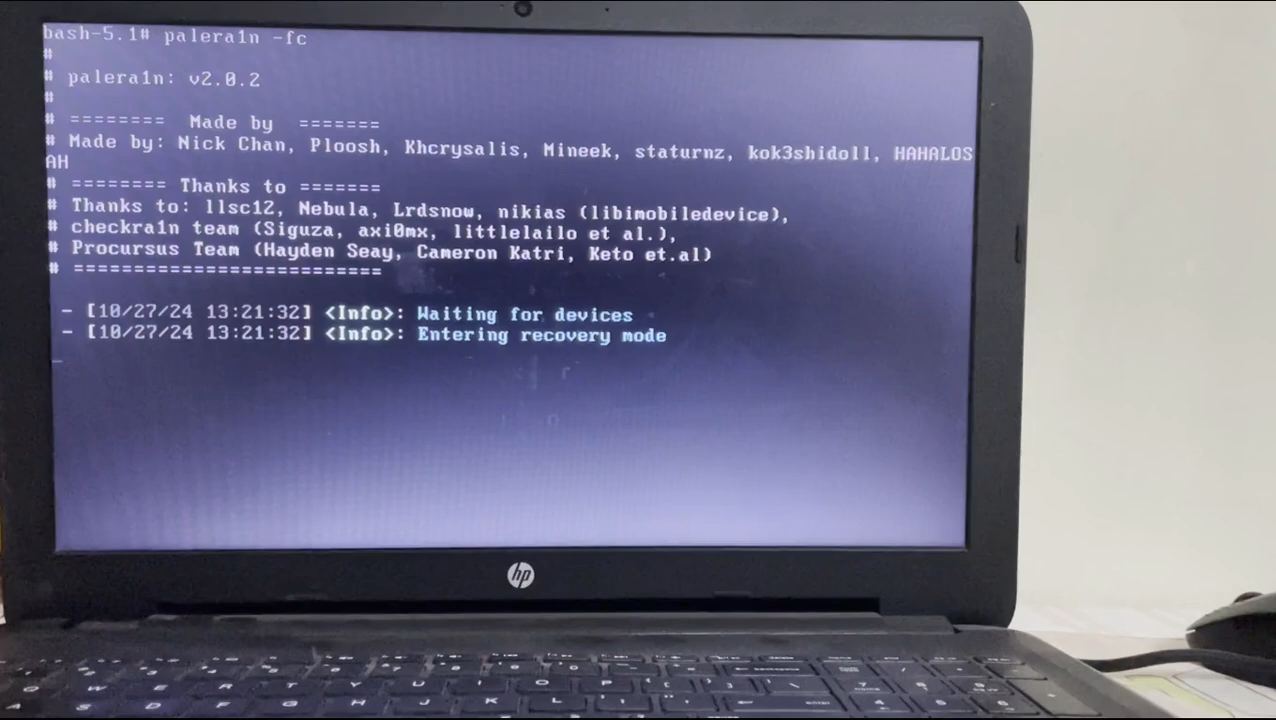 bash-5.1# palera1n -fc
#
# palera1n: v2.0.2
#
# ======== Made by =======
# Made by: Nick Chan, Ploosh, Khcrysalis, Mineek, staturnz, kok3shidoll, HAHALOS
AH
# ======== Thanks to =======
# Thanks to: llsc12, Nebula, Lrdsnow, nikias (libimobiledevice),
# checkra1n team (Siguza, axi0mx, littlelailo et al.),
# Procursus Team (Hayden Seay, Cameron Katri, Keto et.al)
# ==========================
- [10/27/24 13:21:32] <Info>: Waiting for devices
- [10/27/24 13:21:32] <Info>: Entering recovery mode
hp
Q W E R T Y U I O P
A S D F G H J K L